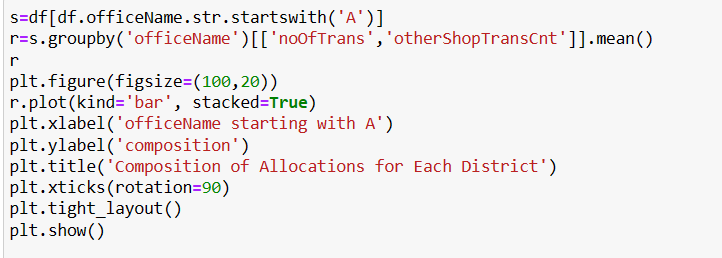 s=df[df.officeName.str.startswith('A')]
r=s.groupby('officeName')[['noOfTrans','otherShopTransCnt']].mean()
r
plt.figure(figsize=(100,20))
r.plot(kind='bar', stacked=True)
plt.xlabel('officeName starting with A')
plt.ylabel('composition')
plt.title('Composition of Allocations for Each District')
plt.xticks(rotation=90)
plt.tight_layout()
plt.show()